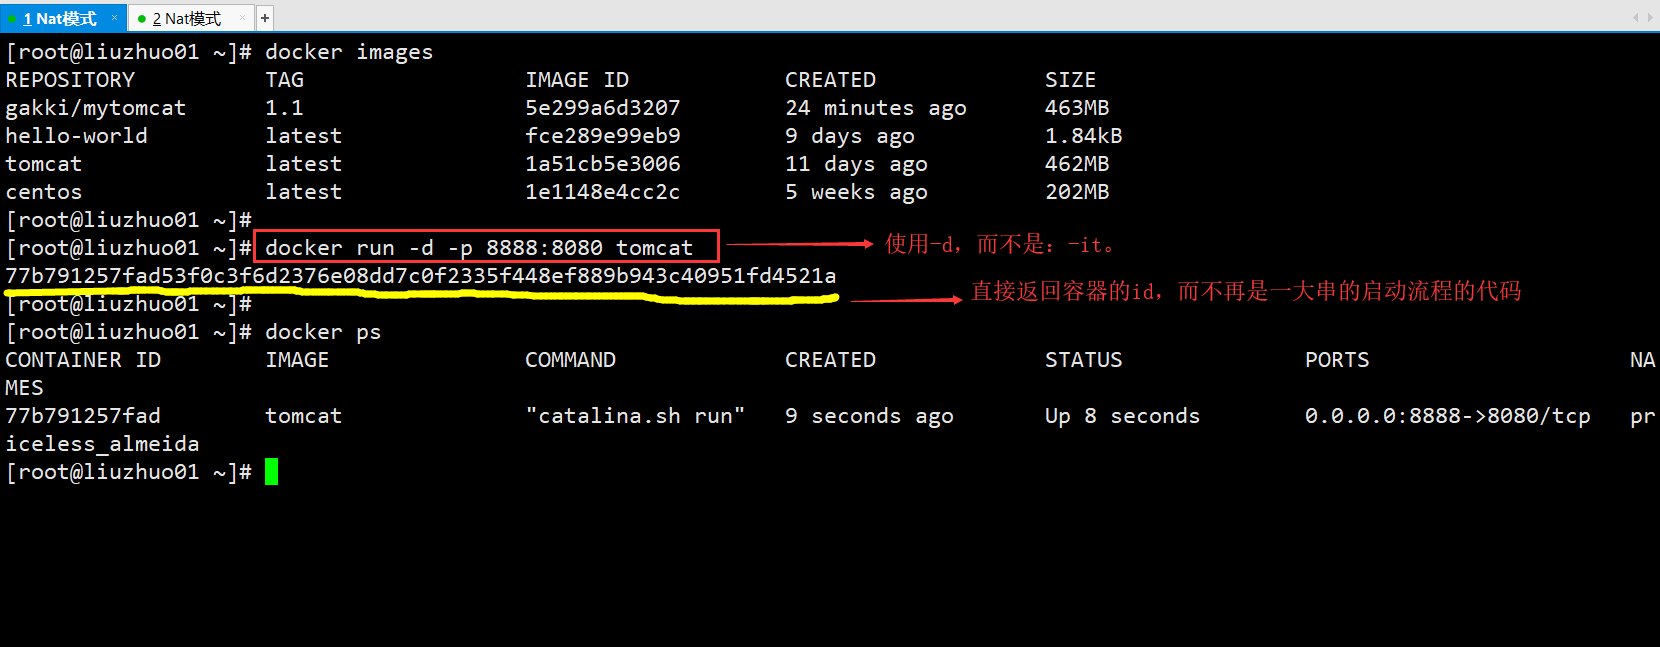 1 Nat模式 × 2 Nat模式 × +
[root@liuzhuo01 ~]# docker images
REPOSITORY TAG IMAGE ID CREATED SIZE
gakki/mytomcat 1.1 5e299a6d3207 24 minutes ago 463MB
hello-world latest fce289e99eb9 9 days ago 1.84kB
tomcat latest 1a51cb5e3006 11 days ago 462MB
centos latest 1e1148e4cc2c 5 weeks ago 202MB
[root@liuzhuo01 ~]#
[root@liuzhuo01 ~]# docker run -d -p 8888:8080 tomcat 使用-d，而不是：-it。
77b791257fad53f0c3f6d2376e08dd7c0f2335f448ef889b943c40951fd4521a
直接返回容器的id，而不再是一大串的启动流程的代码
[root@liuzhuo01 ~]#
[root@liuzhuo01 ~]# docker ps
CONTAINER ID IMAGE COMMAND CREATED STATUS PORTS NA
MES
77b791257fad tomcat "catalina.sh run" 9 seconds ago Up 8 seconds 0.0.0.0:8888->8080/tcp pr
iceless_almeida
[root@liuzhuo01 ~]#